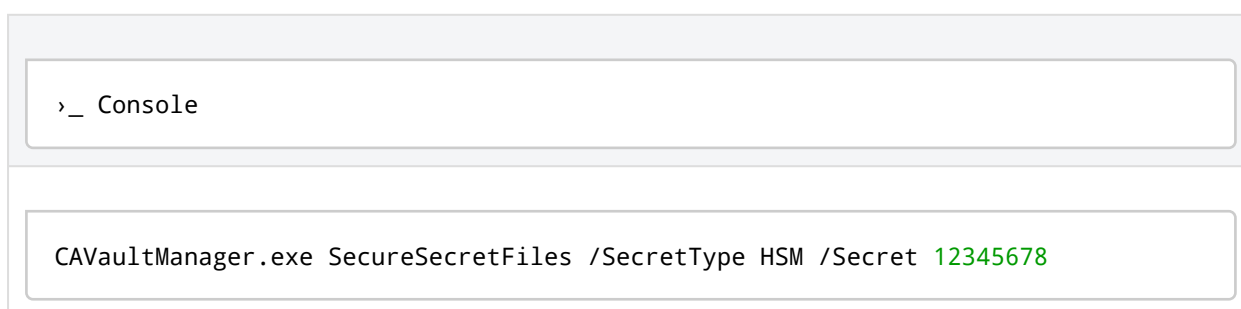 ›_ Console
CAVaultManager.exe SecureSecretFiles /SecretType HSM /Secret 12345678